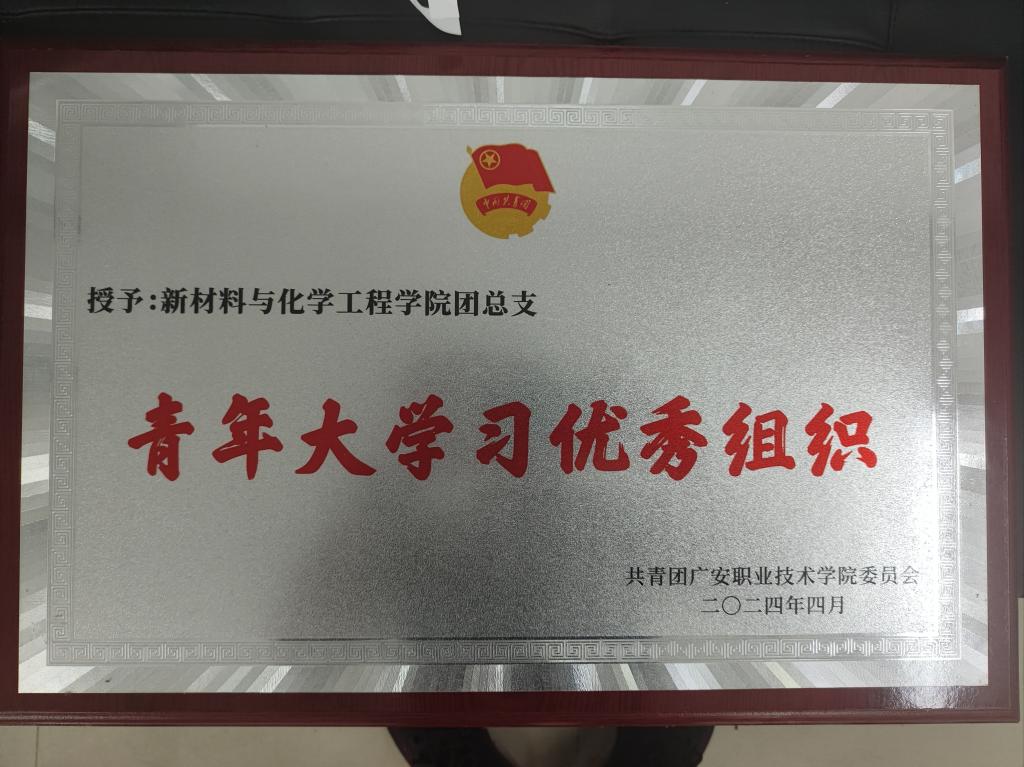 中国共青团
授予:新材料与化学工程学院团总支
青年大学习优秀组织
共青团广安职业技术学院委员会
二〇二四年四月